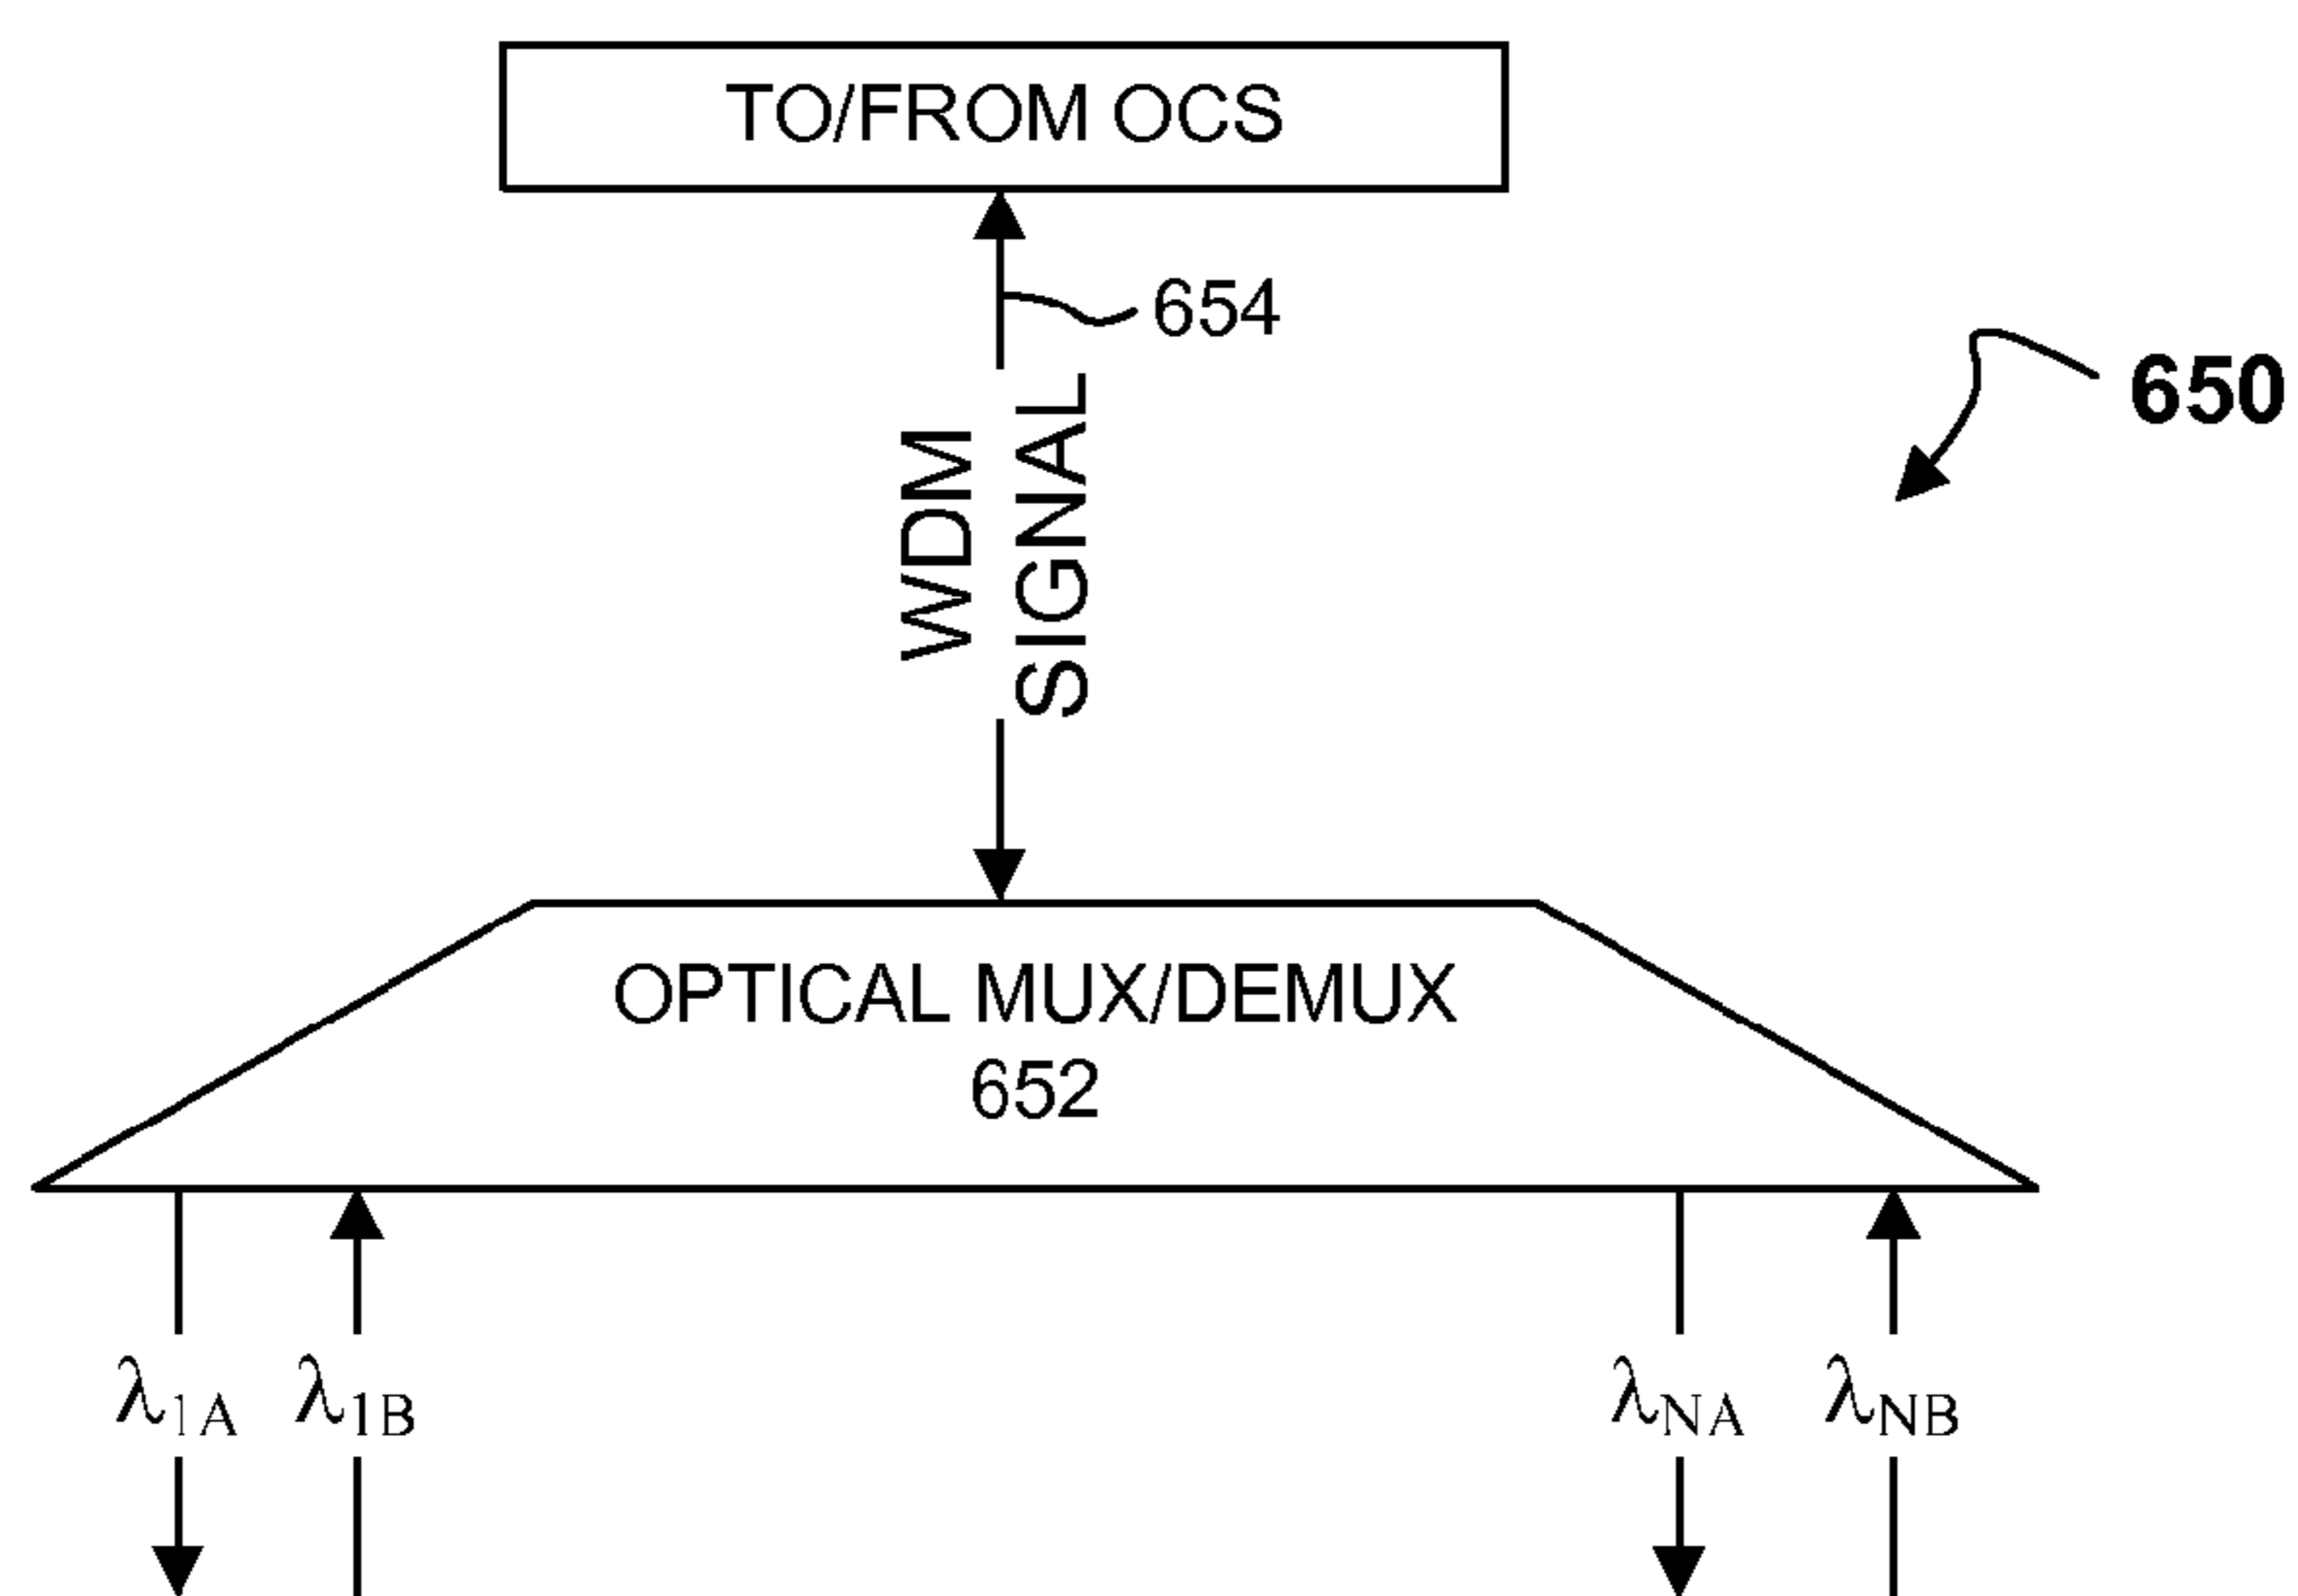 TO/FROM OCS
654
650
WDM
SIGNAL
OPTICAL MUX/DEMUX
652
λ1A λ1B λNA λNB